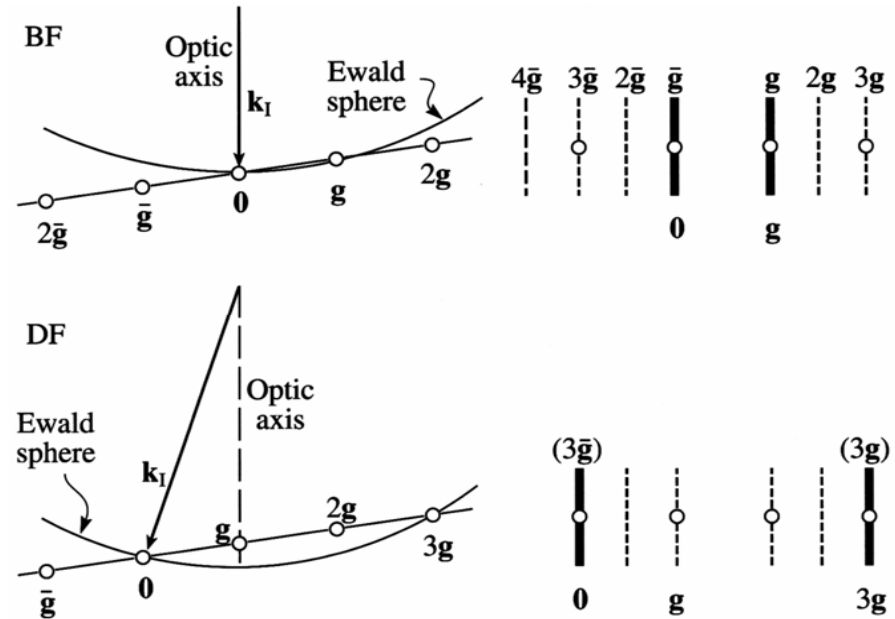 BF
Optic
axis
k_I
Ewald
sphere
2ḡ
ḡ
0
g
2g
4ḡ 3ḡ 2ḡ ḡ g 2g 3g
0 g
DF
Ewald
sphere
k_I
Optic
axis
ḡ
0
g
2g
3g
(3ḡ) (3g)
0 g 3g